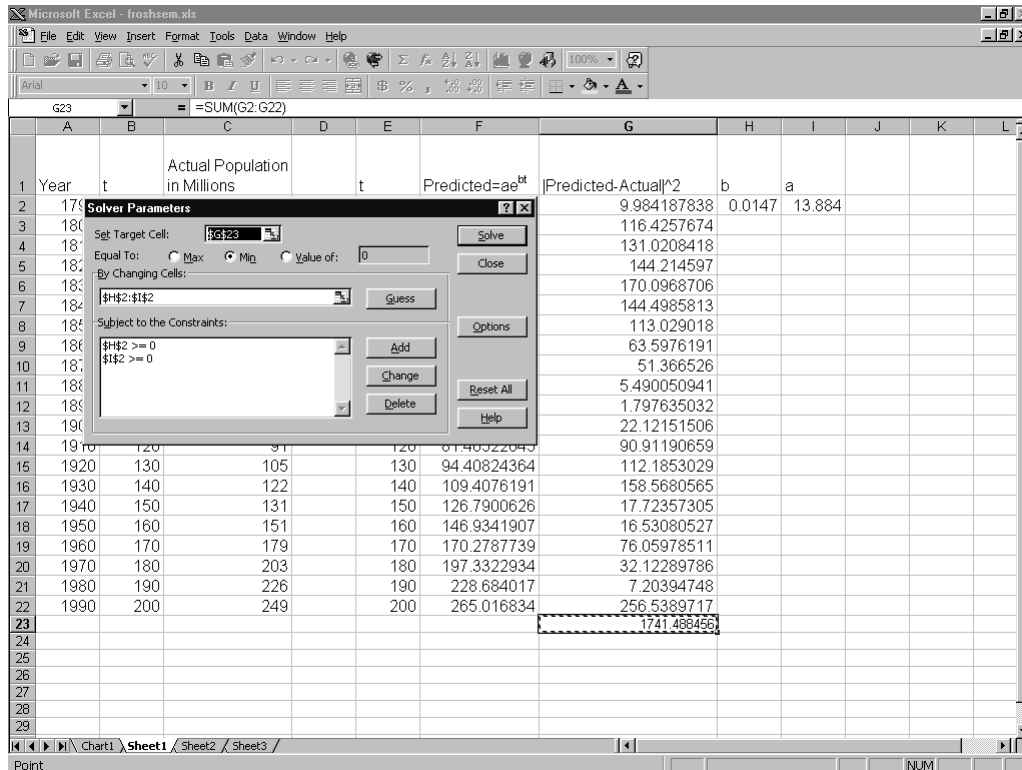 Microsoft Excel - froshsem.xls
File Edit View Insert Format Tools Data Window Help
100%
Arial 10 B I U $ % ,
G23 = =SUM(G2:G22)
A B C D E F G H I J K L
1 Year t Actual Population in Millions t Predicted=ae^bt |Predicted-Actual|^2 b a
2 9.984187838 0.0147 13.884
3 116.4257674
4 131.0208418
5 144.214597
6 170.0968706
7 144.4985813
8 113.029018
9 63.5976191
10 51.366526
11 5.490050941
12 1.797635032
13 22.12151506
14 1910 120 91 120 81.40522645 90.91190659
15 1920 130 105 130 94.40824364 112.1853029
16 1930 140 122 140 109.4076191 158.5680565
17 1940 150 131 150 126.7900626 17.72357305
18 1950 160 151 160 146.9341907 16.53080527
19 1960 170 179 170 170.2787739 76.05978511
20 1970 180 203 180 197.3322934 32.12289786
21 1980 190 226 190 228.684017 7.20394748
22 1990 200 249 200 265.016834 256.5389717
23 1741.488456
24
25
26
27
28
29
Solver Parameters
Set Target Cell: $G$23 Solve
Equal To: Max Min Value of: 0 Close
By Changing Cells:
$H$2:$I$2 Guess
Subject to the Constraints: Options
$H$2 >= 0 Add
$I$2 >= 0
Change
Reset All
Delete
Help
Chart1 Sheet1 Sheet2 Sheet3
Point NUM